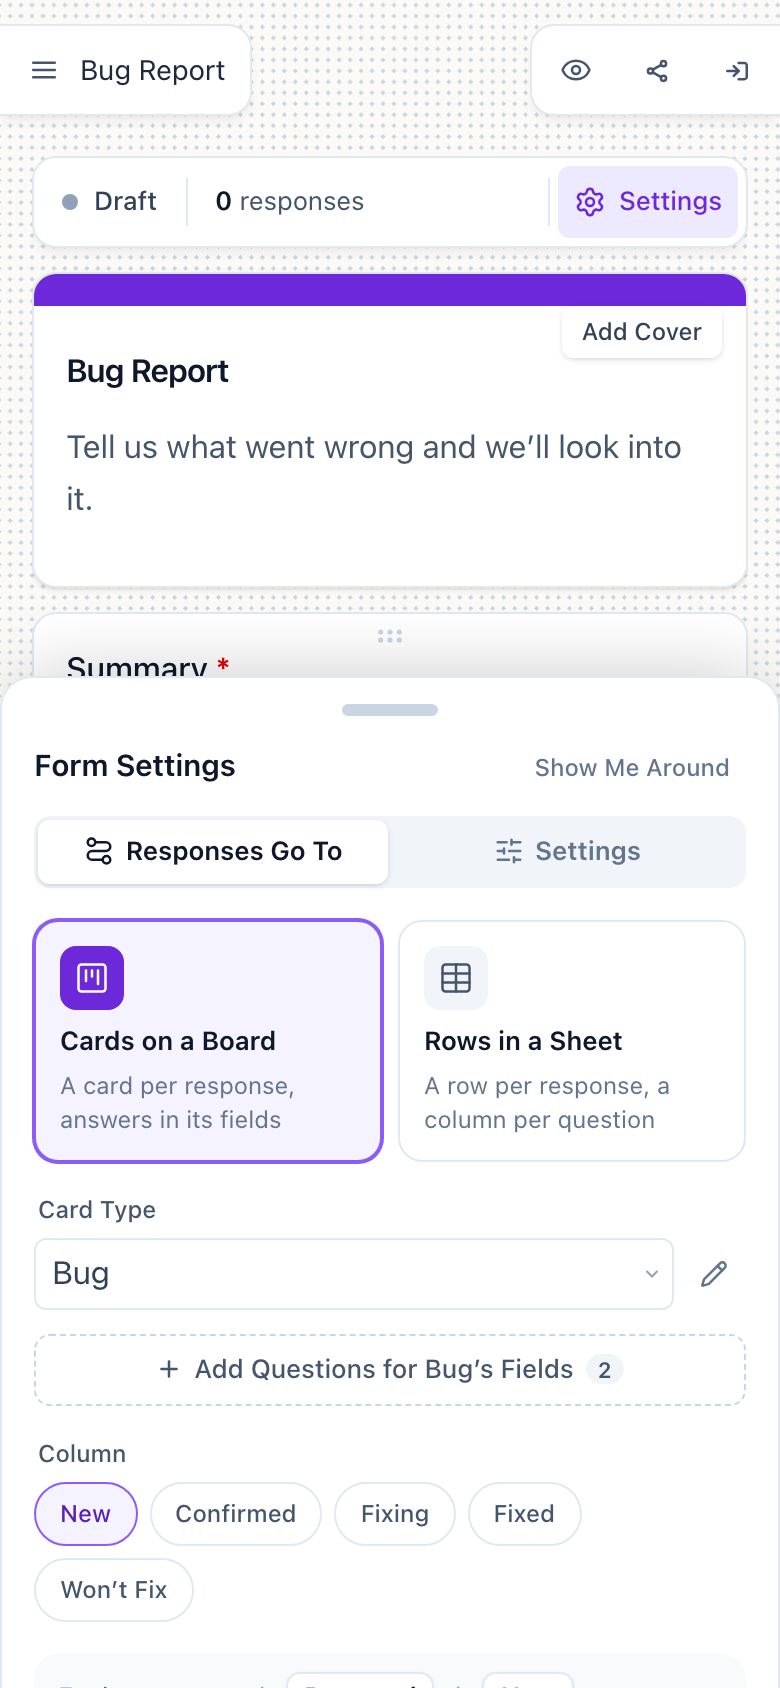 Bug Report
Draft
0 responses
Settings
Add Cover
Bug Report
Tell us what went wrong and we’ll look into
it.
Summary *
Form Settings
Show Me Around
Responses Go To
Settings
Cards on a Board
A card per response,
answers in its fields
Rows in a Sheet
A row per response, a
column per question
Card Type
Bug
Add Questions for Bug’s Fields 2
Column
New
Confirmed
Fixing
Fixed
Won’t Fix